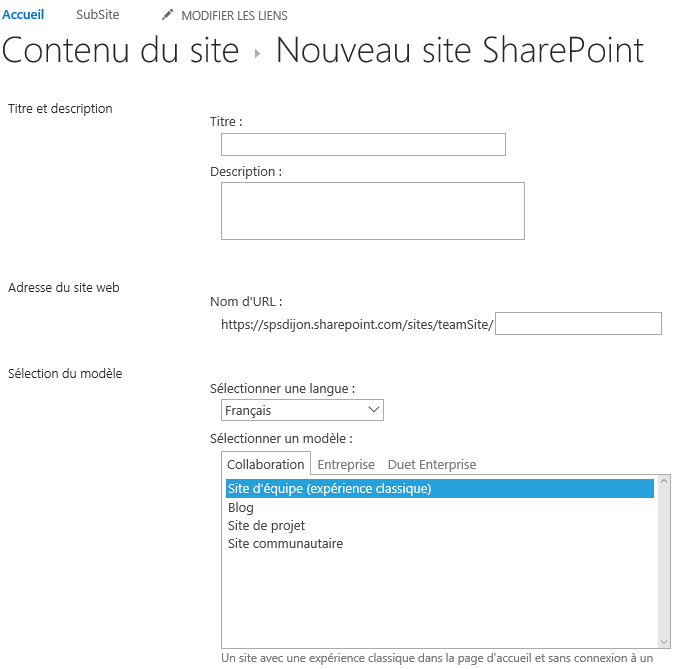 Accueil SubSite MODIFIER LES LIENS
Contenu du site ▸ Nouveau site SharePoint
Titre et description
Titre :
Description :
Adresse du site web
Nom d'URL :
https://spsdijon.sharepoint.com/sites/teamSite/
Sélection du modèle
Sélectionner une langue :
Français
Sélectionner un modèle :
Collaboration Entreprise Duet Enterprise
Site d'équipe (expérience classique)
Blog
Site de projet
Site communautaire
Un site avec une expérience classique dans la page d'accueil et sans connexion à un